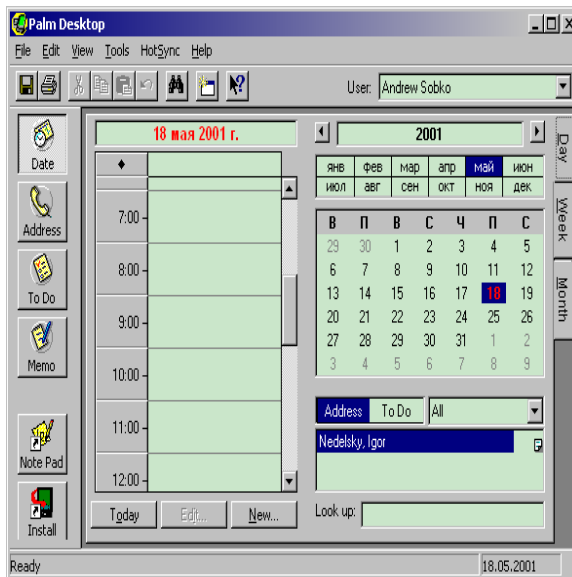 Palm Desktop
File Edit View Tools HotSync Help
User: Andrew Sobko
Date
Address
To Do
Memo
Note Pad
Install
18 мая 2001 г.
7:00
8:00
9:00
10:00
11:00
12:00
Today Edit... New...
2001
янв фев мар апр май июн
июл авг сен окт ноя дек
В П В С Ч П С
29 30 1 2 3 4 5
6 7 8 9 10 11 12
13 14 15 16 17 18 19
20 21 22 23 24 25 26
27 28 29 30 31 1 2
3 4 5 6 7 8 9
Address To Do All
Nedelsky, Igor
Look up:
Day
Week
Month
Ready 18.05.2001